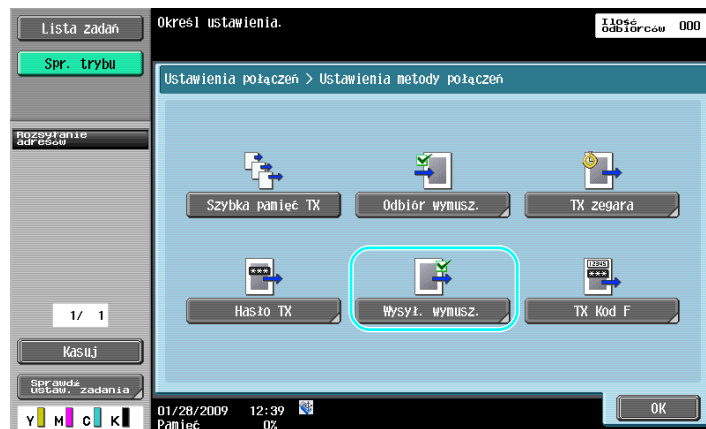 Lista zadań
Określ ustawienia.
Ilość
odbiorców 000
Spr. trybu
Ustawienia połączeń > Ustawienia metody połączeń
Rozsyłanie
adresów
Szybka pamięć TX
Odbiór wymusz.
TX zegara
***
12345
***
Hasło TX
Wysył. wymusz.
TX Kod F
1/ 1
Kasuj
Sprawdź
ustaw. zadania
Y M C K
01/28/2009 12:39
Pamięć 0%
OK